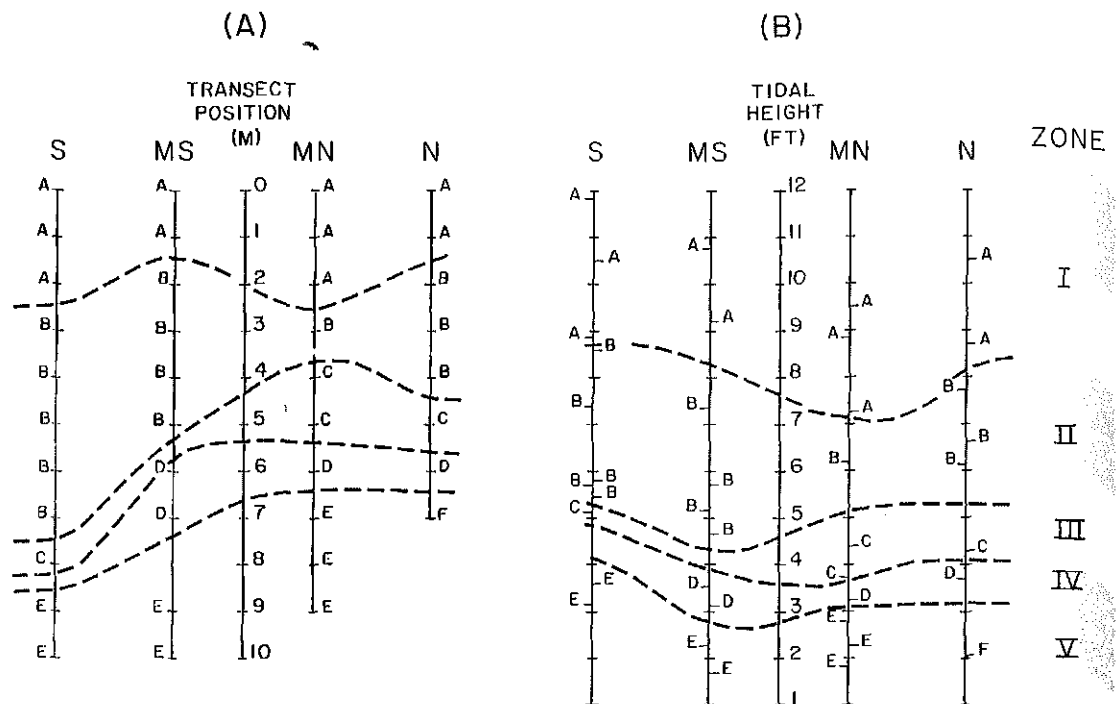 (A)
TRANSECT
POSITION
(M)
S MS MN N
A A 0 A A
A A 1 A A
A B 2 A B
B B 3 B B
B B 4 C B
B B 5 C C
B D 6 D D
B D 7 E F
C 8 E
E E 9 E
E E 10
(B)
TIDAL
HEIGHT
(FT)
S MS MN N ZONE
A 12
A 11
A A
10 I
A A
A 9 A A
B
8 B
B B 7 A
B II
B 6 B B
B B B
B B
C 5
B III
C C
4
D C D IV
E
E D 3 D
E
E E V
E 2 E F
1